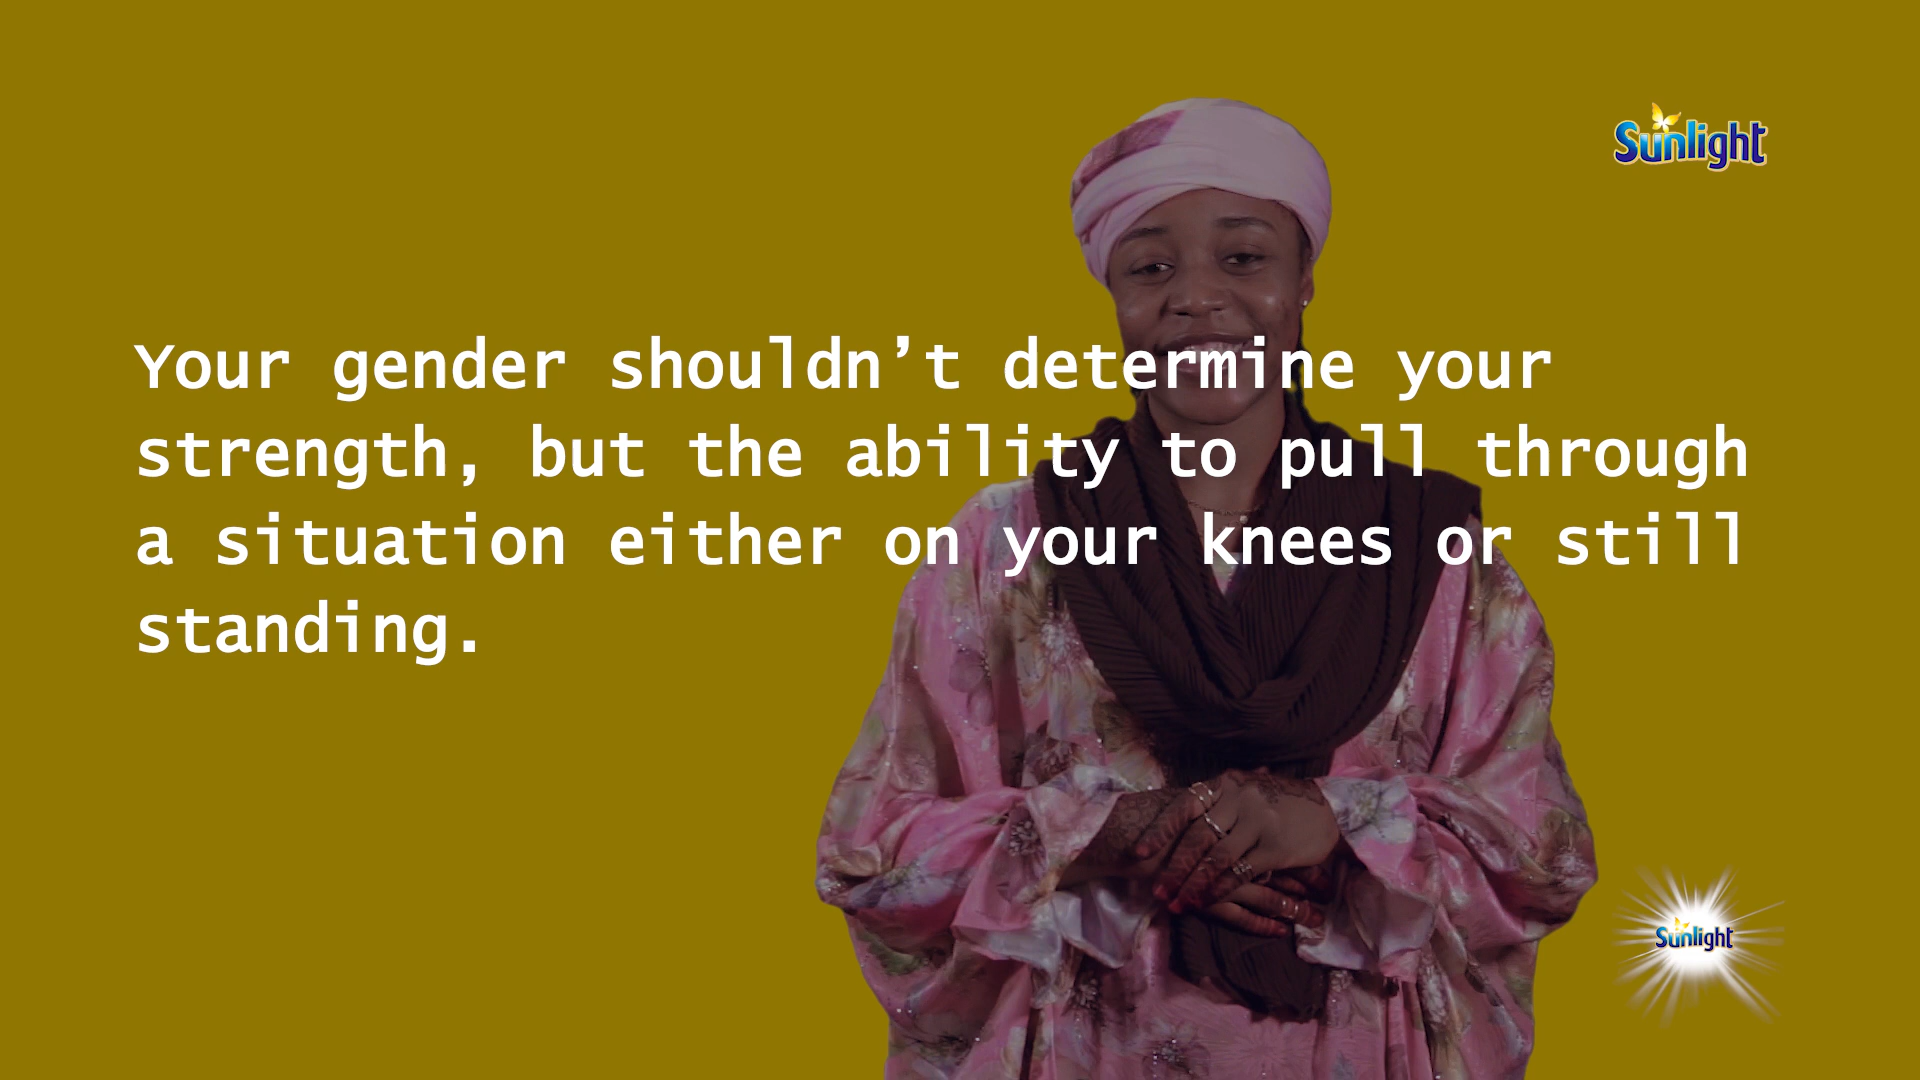 Sunlight
Your gender shouldn’t determine your
strength, but the ability to pull through
a situation either on your knees or still
standing.
Sunlight